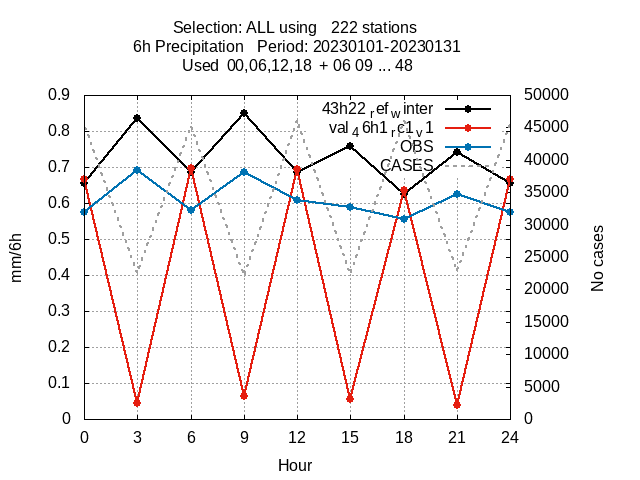 Selection: ALL using 222 stations
6h Precipitation Period: 20230101-20230131
Used 00,06,12,18 + 06 09 ... 48
43h22refwinter
val46h1rc1v1
OBS
CASES
0.9
0.8
0.7
0.6
0.5
0.4
0.3
0.2
0.1
0
mm/6h
50000
45000
40000
35000
30000
25000
20000
15000
10000
5000
0
No cases
0 3 6 9 12 15 18 21 24
Hour